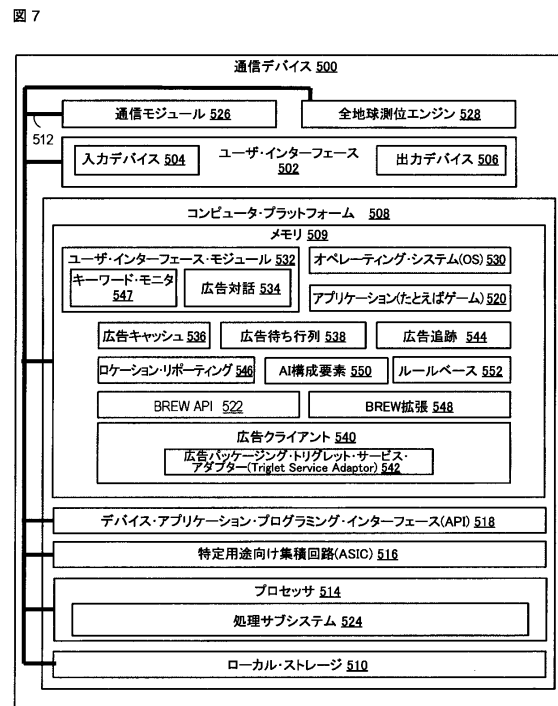 図７
通信デバイス 500
通信モジュール 526
全地球測位エンジン 528
512
入力デバイス 504
ユーザ・インターフェース
502
出力デバイス 506
コンピュータ・プラットフォーム 508
メモリ 509
ユーザ・インターフェース・モジュール 532
オペレーティング・システム(OS) 530
キーワード・モニタ
547
広告対話 534
アプリケーション(たとえばゲーム) 520
広告キャッシュ 536
広告待ち行列 538
広告追跡 544
ロケーション・リポーティング 546
AI構成要素 550
ルールベース 552
BREW API 522
BREW拡張 548
広告クライアント 540
広告パッケージング・トリグレット・サービス・
アダプター(Triglet Service Adaptor) 542
デバイス・アプリケーション・プログラミング・インターフェース(API) 518
特定用途向け集積回路(ASIC) 516
プロセッサ 514
処理サブシステム 524
ローカル・ストレージ 510